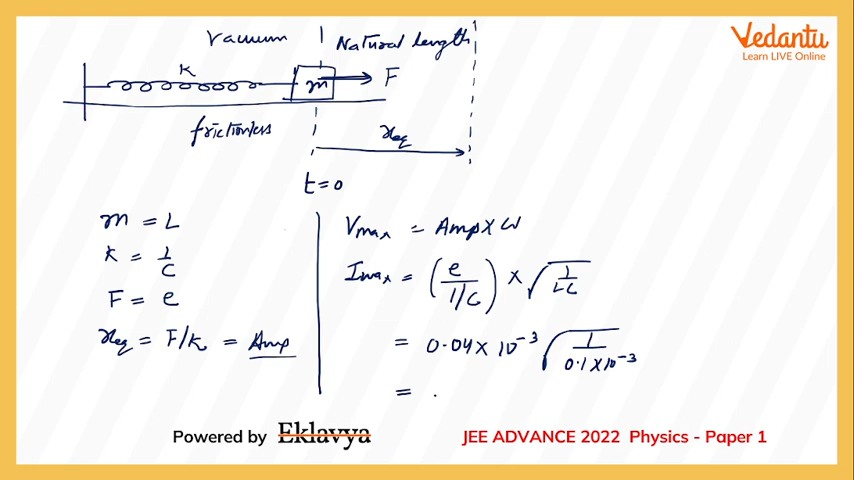 Vedantu
Learn LIVE Online
Vacuum
Natural length
K
m
F
frictionless
xeq
t=0
m = L
K = 1/C
F = e
xeq = F/K = Amp
Vmax = Amp × ω
Imax = (e / 1/C) × √(1/LC)
= 0.04 × 10⁻³ √(1 / 0.1×10⁻³)
= .
Powered by Eklavya
JEE ADVANCE 2022 Physics - Paper 1